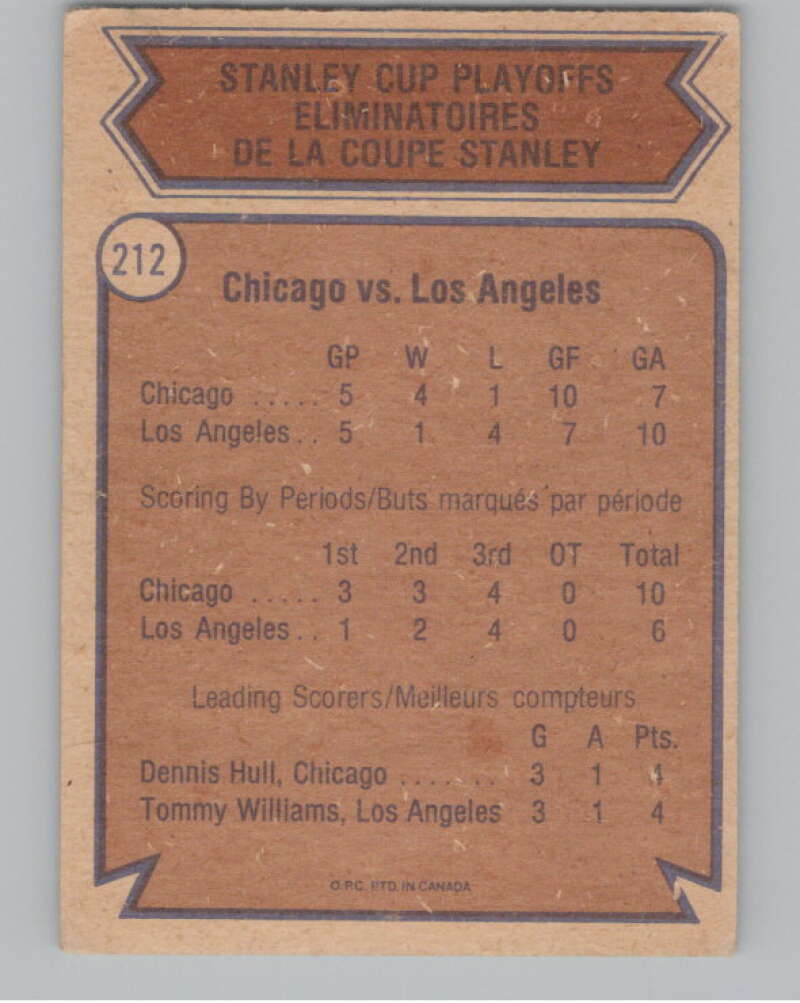 STANLEY CUP PLAYOFFS
ELIMINATOIRES
DE LA COUPE STANLEY
212
Chicago vs. Los Angeles
GP W L GF GA
Chicago ..... 5 4 1 10 7
Los Angeles.. 5 1 4 7 10
Scoring By Periods/Buts marqués par période
1st 2nd 3rd OT Total
Chicago ..... 3 3 4 0 10
Los Angeles.. 1 2 4 0 6
Leading Scorers/Meilleurs compteurs
G A Pts.
Dennis Hull, Chicago ....... 3 1 4
Tommy Williams, Los Angeles 3 1 4
O.P.C. PTD. IN CANADA